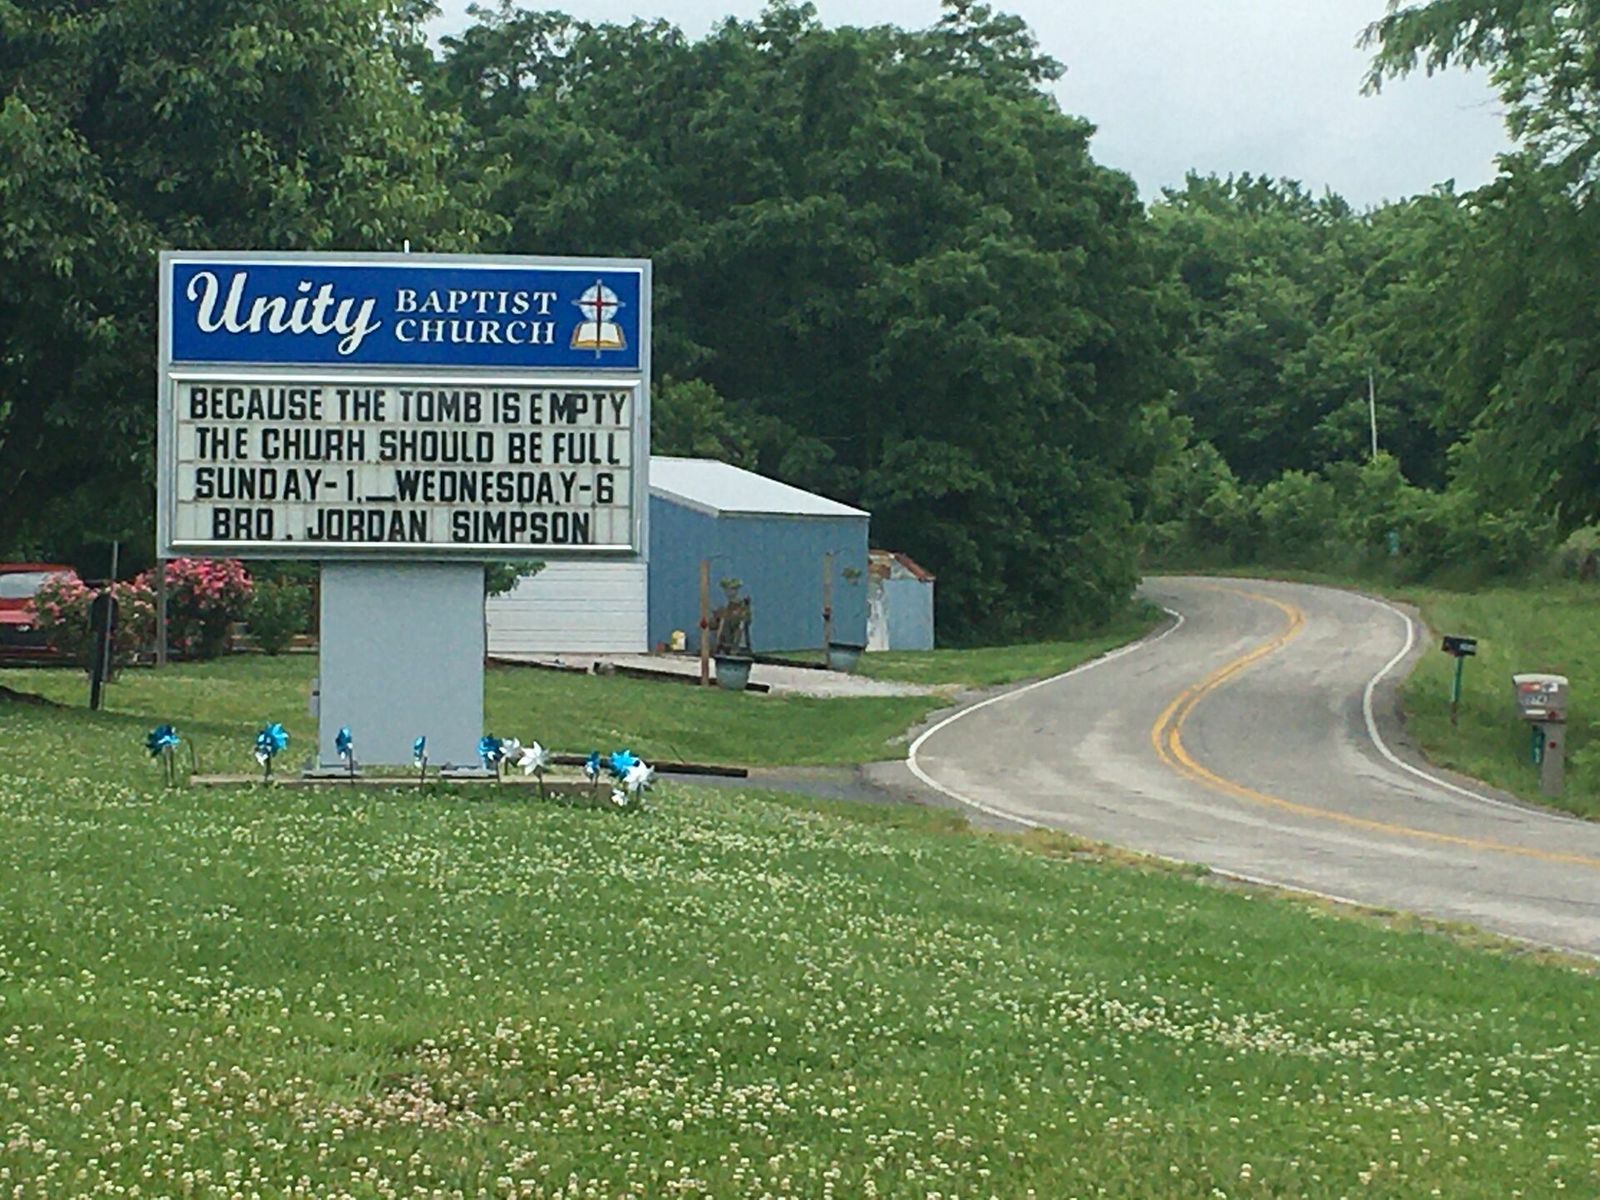 Unity BAPTIST CHURCH
BECAUSE THE TOMB IS EMPTY
THE CHURH SHOULD BE FULL
SUNDAY-1._WEDNESDAY-6
BRO. JORDAN SIMPSON